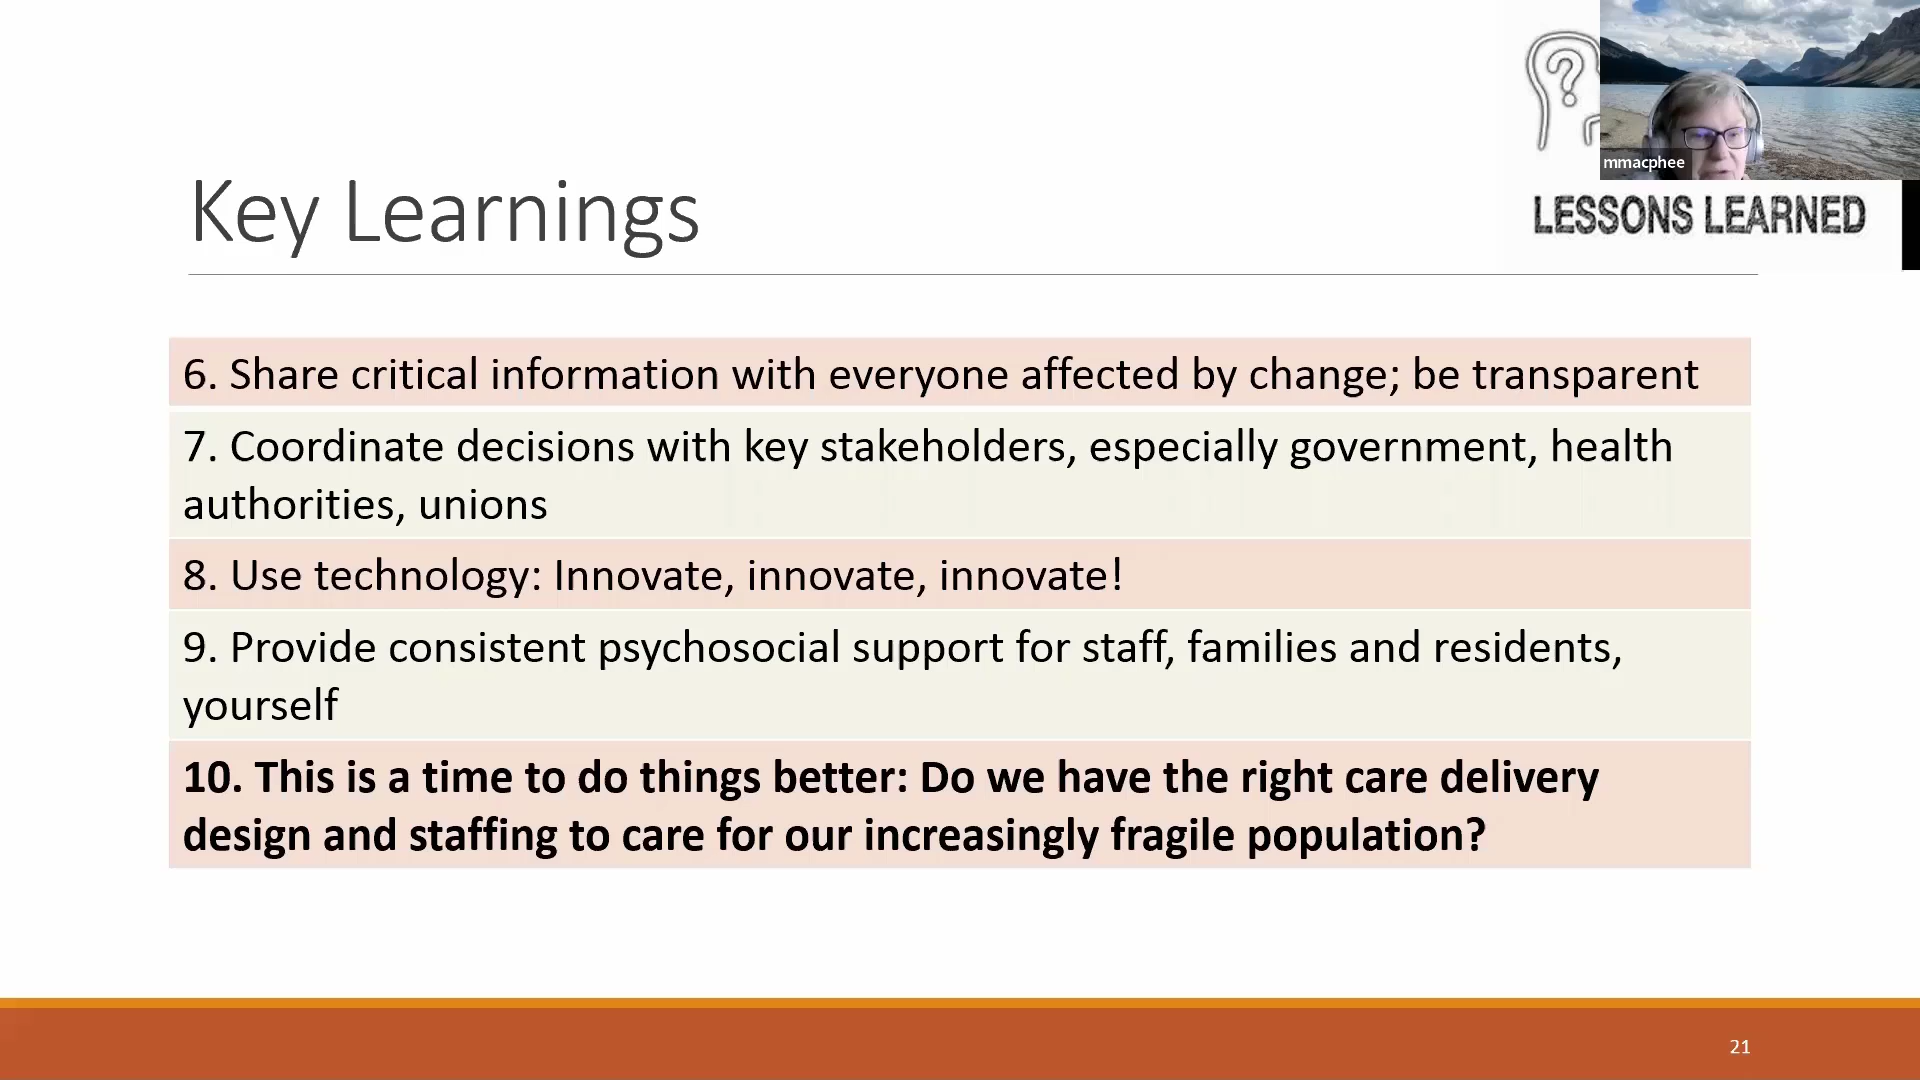 mmacphee
LESSONS LEARNED
Key Learnings
6. Share critical information with everyone affected by change; be transparent
7. Coordinate decisions with key stakeholders, especially government, health
authorities, unions
8. Use technology: Innovate, innovate, innovate!
9. Provide consistent psychosocial support for staff, families and residents,
yourself
10. This is a time to do things better: Do we have the right care delivery
design and staffing to care for our increasingly fragile population?
21